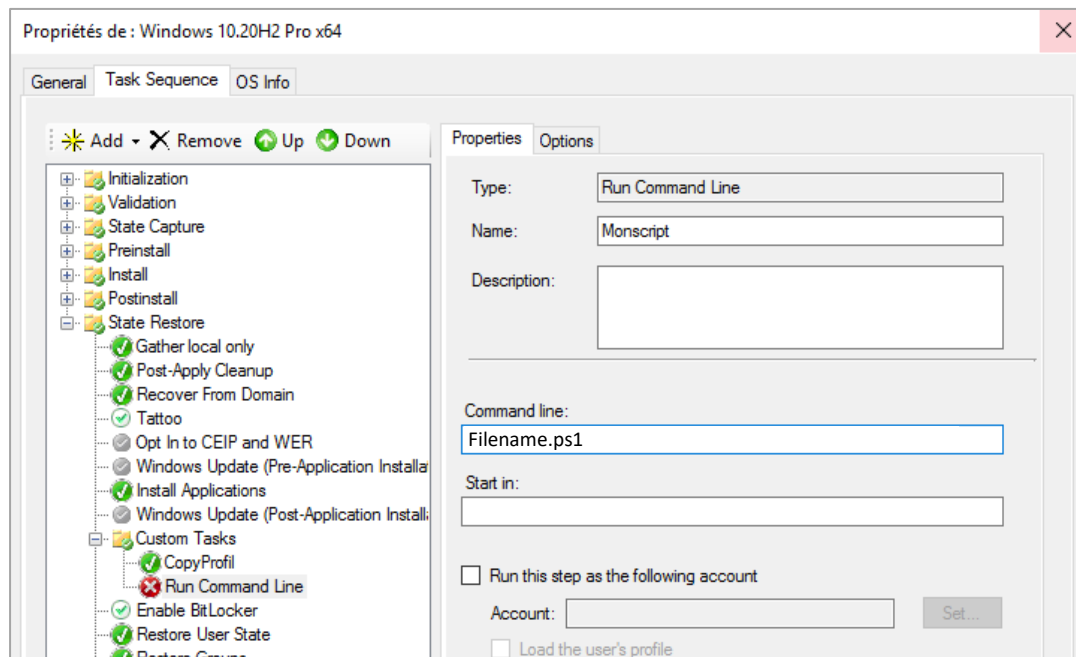 Propriétés de : Windows 10.20H2 Pro x64
General Task Sequence OS Info
Add Remove Up Down
Initialization
Validation
State Capture
Preinstall
Install
Postinstall
State Restore
Gather local only
Post-Apply Cleanup
Recover From Domain
Tattoo
Opt In to CEIP and WER
Windows Update (Pre-Application Installa
Install Applications
Windows Update (Post-Application Install
Custom Tasks
CopyProfil
Run Command Line
Enable BitLocker
Restore User State
Restore Groups
Properties Options
Type: Run Command Line
Name: Monscript
Description:
Command line:
Filename.ps1
Start in:
Run this step as the following account
Account: Set...
Load the user's profile